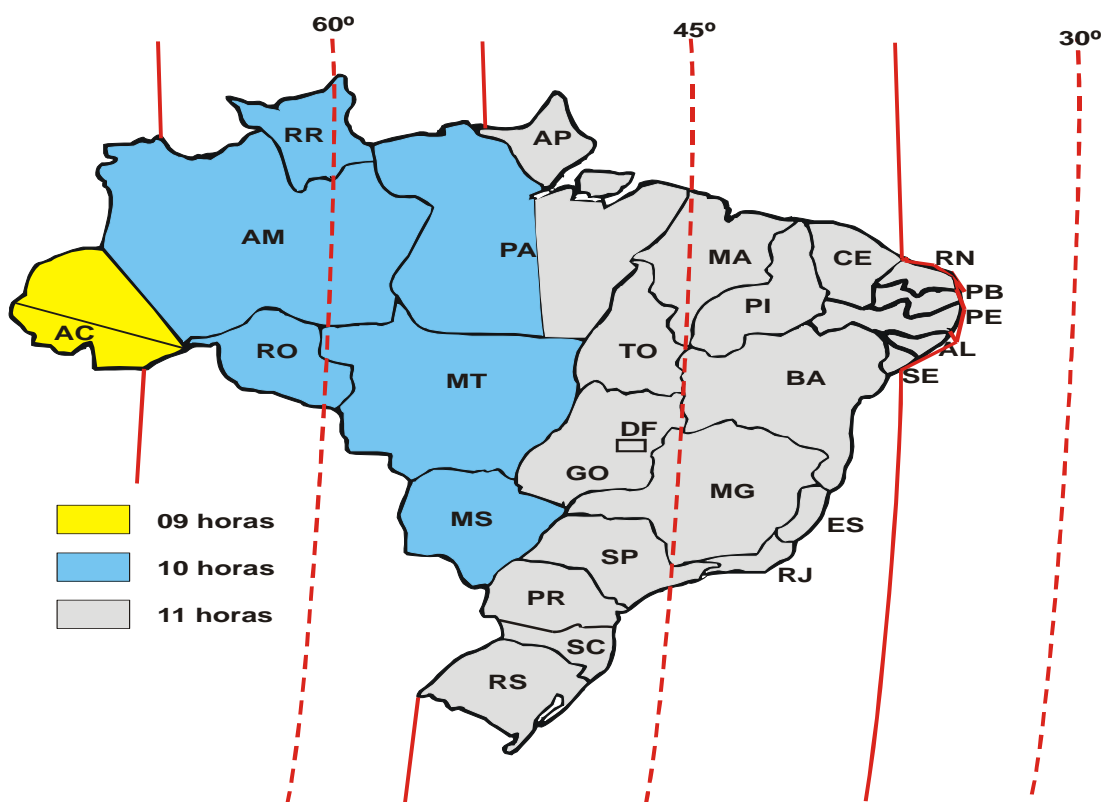 60º
45º
30º
RR
AP
AM
PA
MA
CE
RN
PB
PE
PI
AC
RO
TO
AL
SE
MT
BA
DF
GO
MG
MS
ES
SP
RJ
PR
SC
RS
09 horas
10 horas
11 horas